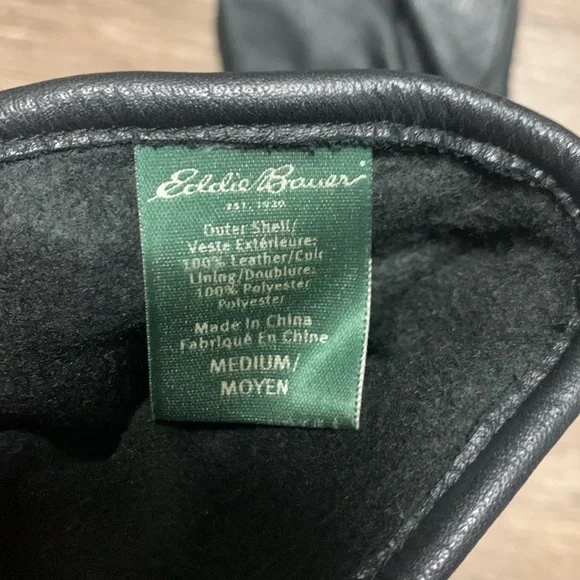 Eddie Bauer
EST. 1920
Outer Shell/
Veste Extérieure:
100% Leather/Cuir
Lining/Doublure:
100% Polyester
Polyester
Made In China
Fabriqué En Chine
MEDIUM/
MOYEN